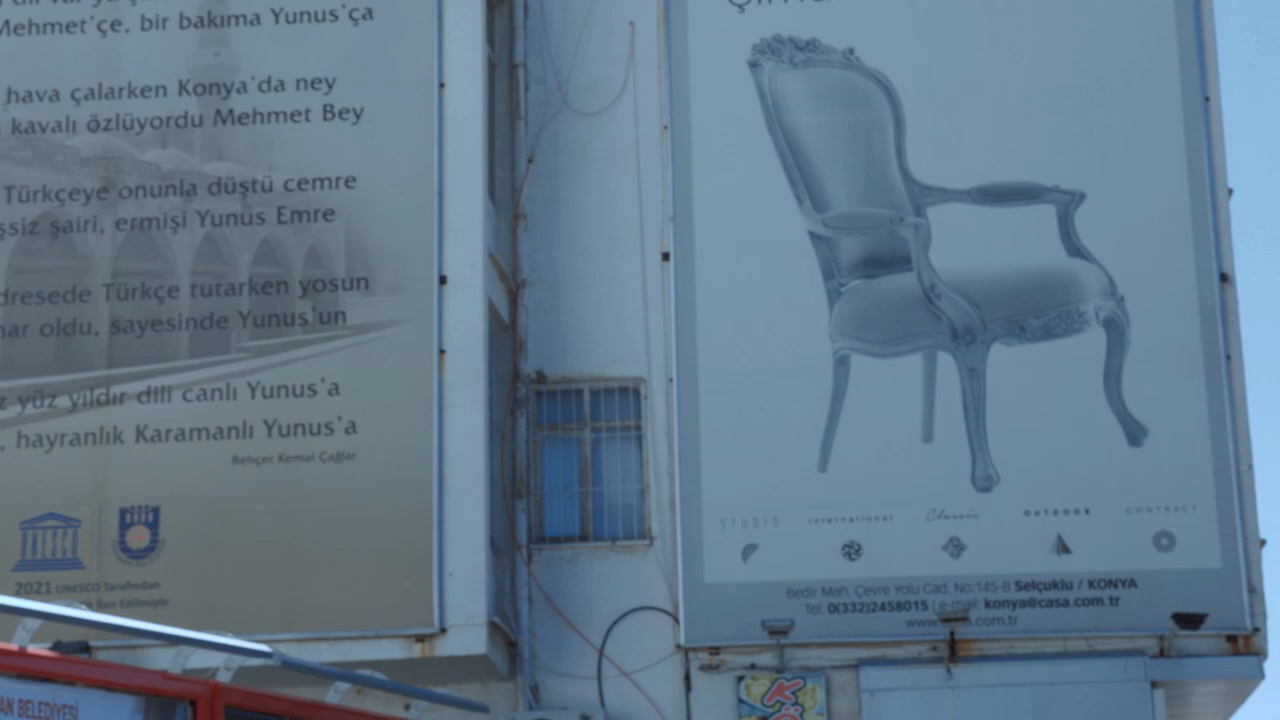 Mehmet'çe, bir bakıma Yunus'ça
hava çalarken Konya'da ney
kavalı özlüyordu Mehmet Bey
Türkçeye onunla düştü cemre
şairi, ermişi Yunus Emre
Türkçe tutarken yosun
oldu, sayesinde Yunus'un
yüz yıldır dili canlı Yunus'a
, hayranlık Karamanlı Yunus'a
Behçet Kemal Çağlar
2021 UNESCO Tarafından
İlan Edilmiştir
BELEDİYESİ
STUDIO international Classic OUTDOOR CONTRACT
Bedir Mah. Çevre Yolu Cad. No:145-B Selçuklu / KONYA
Tel: 0(332)2458015 | e-mail: konya@casa.com.tr